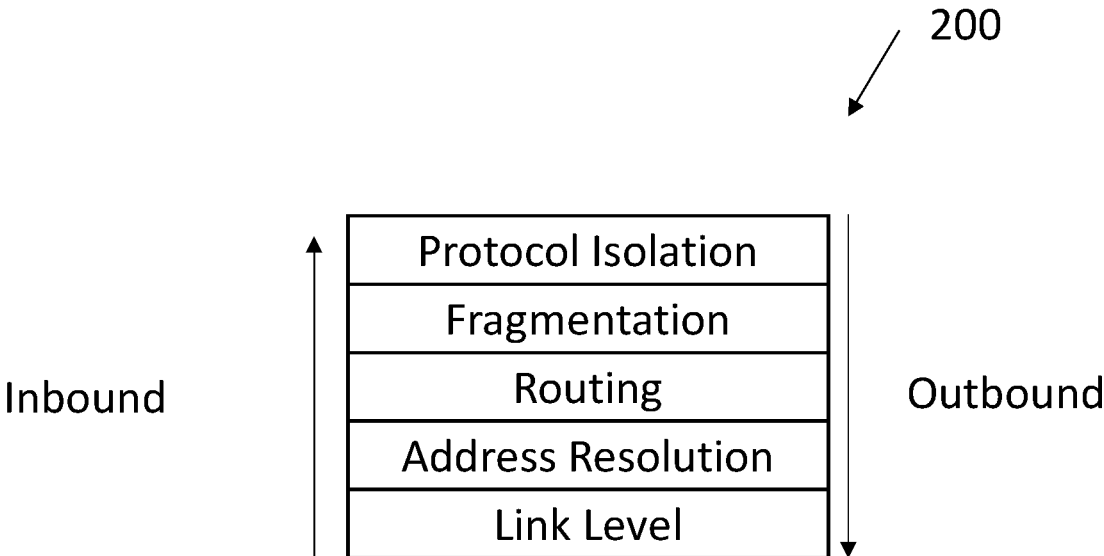 200
Protocol Isolation
Fragmentation
Routing
Inbound
Outbound
Address Resolution
Link Level